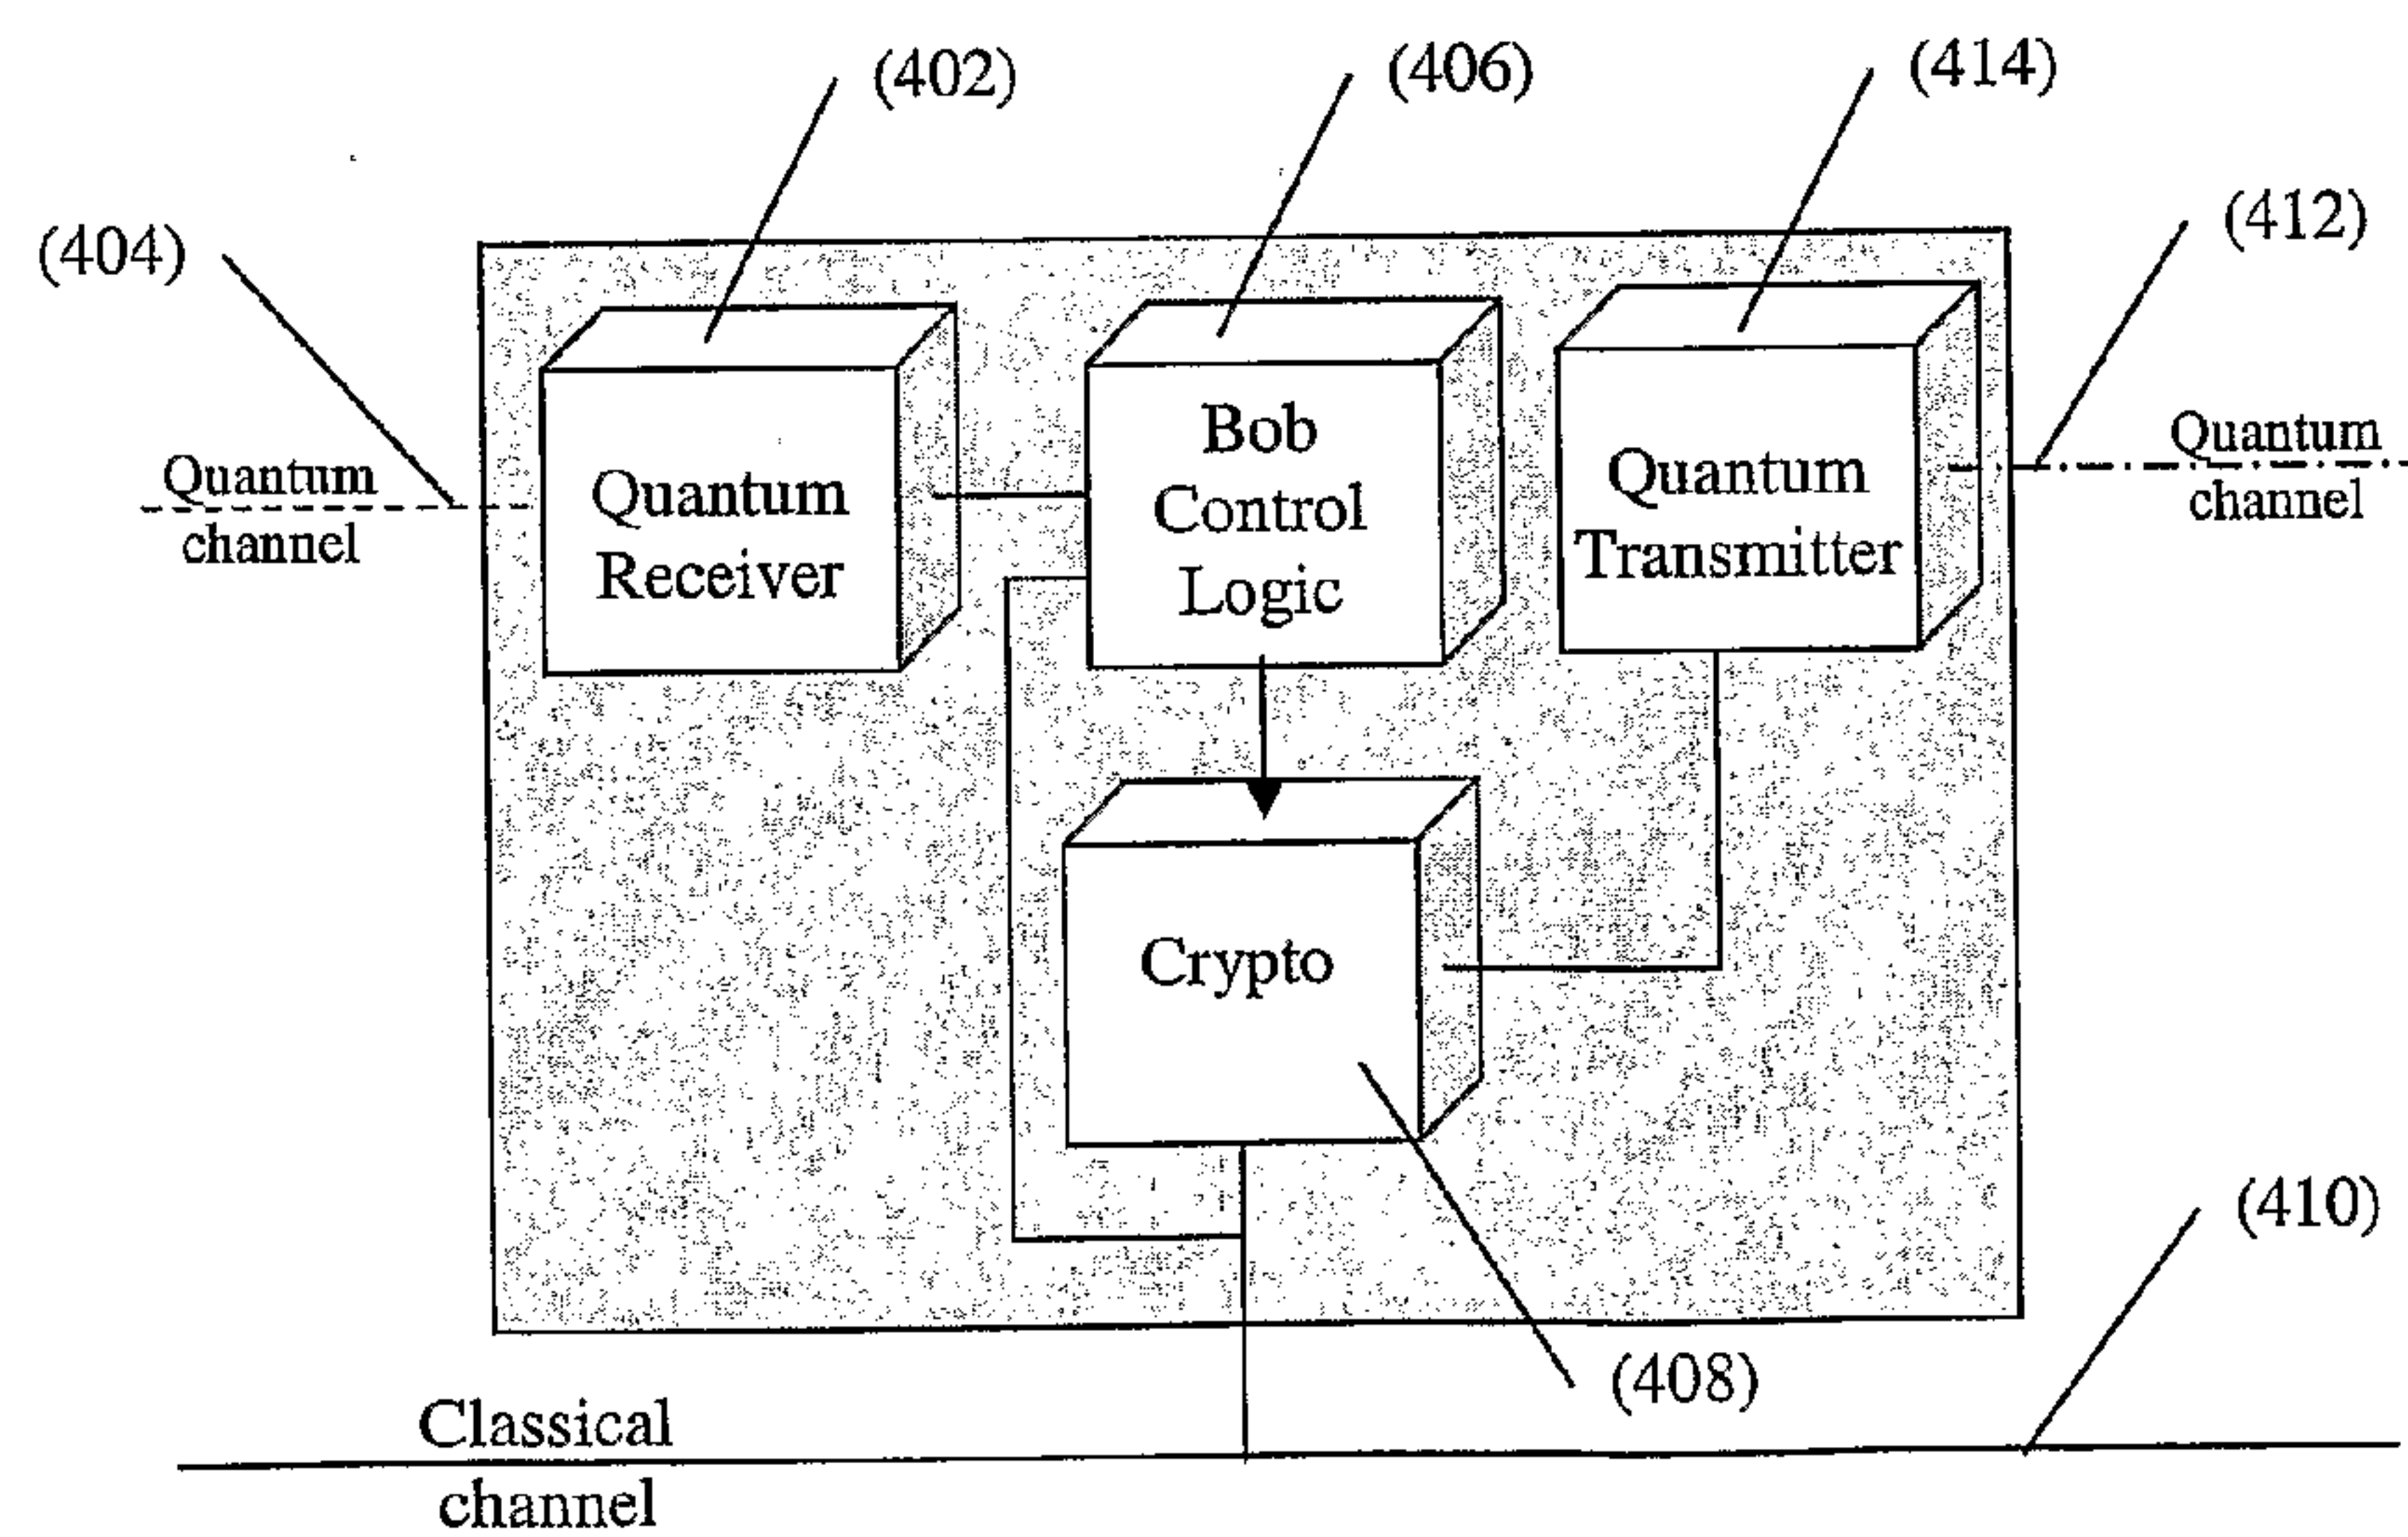 (402)
(406)
(414)
(404)
(412)
Quantum
channel
Quantum
Receiver
Bob
Control
Logic
Quantum
Transmitter
Quantum
channel
Crypto
(410)
(408)
Classical
channel